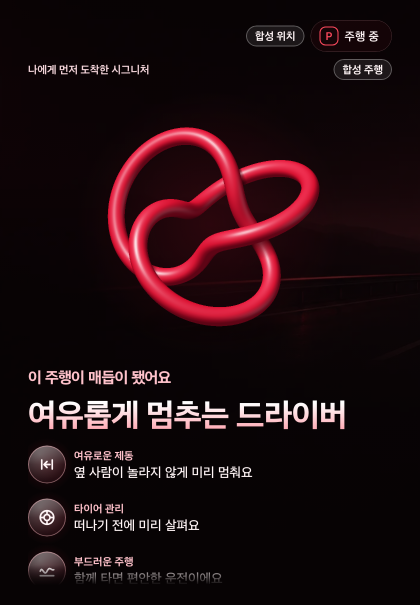 합성 위치
P 주행 중
나에게 먼저 도착한 시그니처
합성 주행
이 주행이 매듭이 됐어요
여유롭게 멈추는 드라이버
여유로운 제동
옆 사람이 놀라지 않게 미리 멈춰요
타이어 관리
떠나기 전에 미리 살펴요
부드러운 주행
함께 타면 편안한 운전이에요